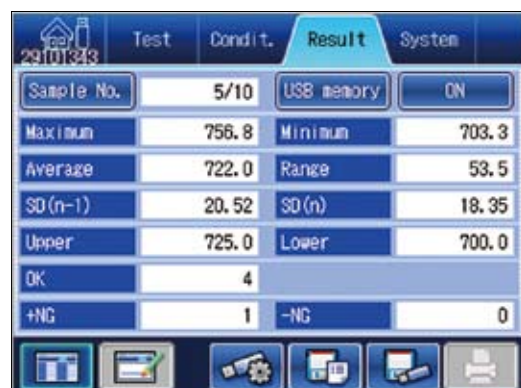 29101343 Test Condit. Result System
Sample No. 5/10 USB memory ON
Maximum 756.8 Minimum 703.3
Average 722.0 Range 53.5
SD(n-1) 20.52 SD(n) 18.35
Upper 725.0 Lower 700.0
OK 4
+NG 1 -NG 0